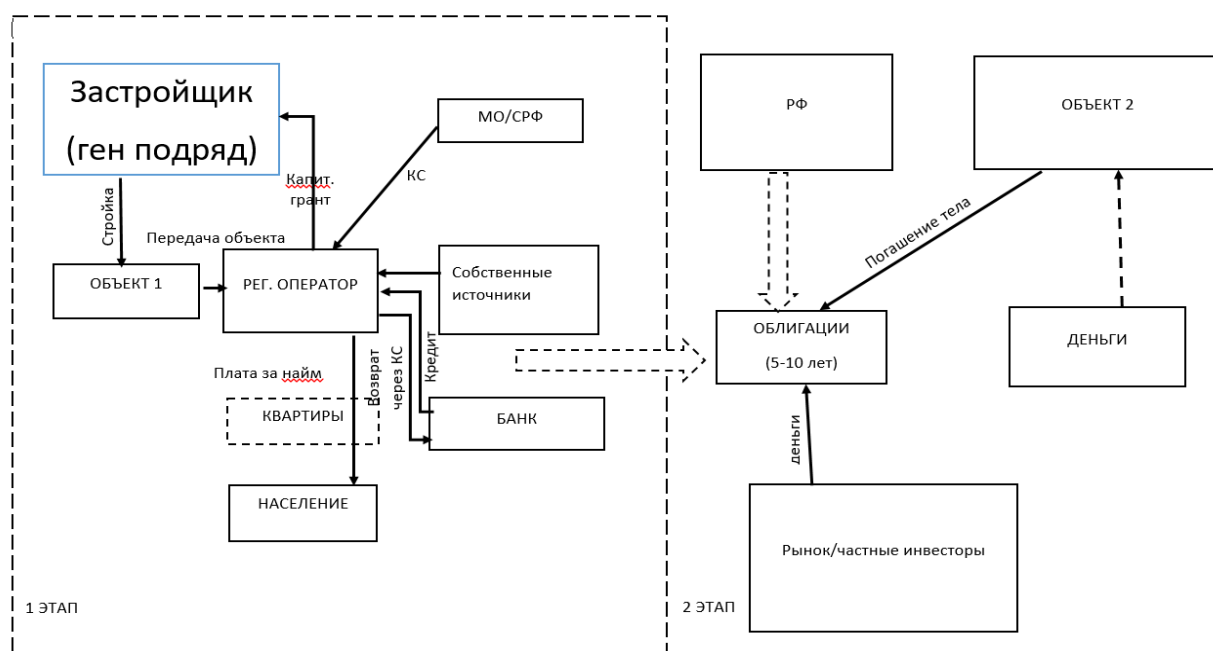 Застройщик
(ген подряд)
МО/СРФ
РФ
ОБЪЕКТ 2
КС
Капит.
грант
Стройка
Передача объекта
Погашение тела
ОБЪЕКТ 1
РЕГ. ОПЕРАТОР
Собственные
источники
ОБЛИГАЦИИ
(5-10 лет)
ДЕНЬГИ
Кредит
Возврат
через КС
Плата за найм
КВАРТИРЫ
БАНК
деньги
НАСЕЛЕНИЕ
Рынок/частные инвесторы
1 ЭТАП
2 ЭТАП